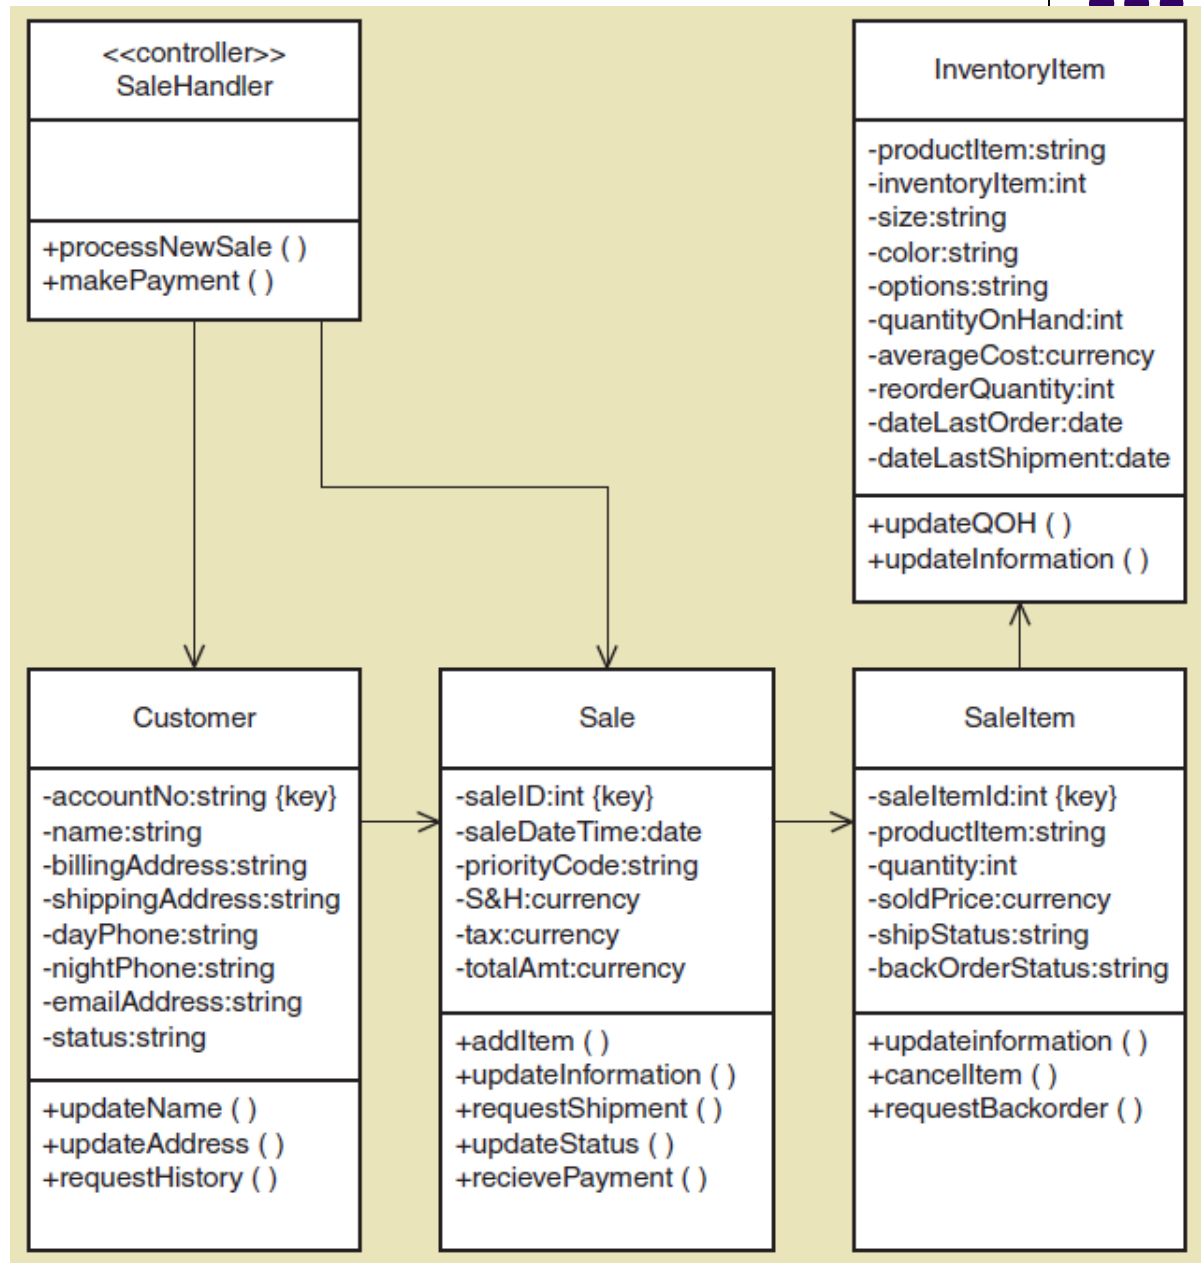 <<controller>>
SaleHandler
+processNewSale ( )
+makePayment ( )
InventoryItem
-productItem:string
-inventoryItem:int
-size:string
-color:string
-options:string
-quantityOnHand:int
-averageCost:currency
-reorderQuantity:int
-dateLastOrder:date
-dateLastShipment:date
+updateQOH ( )
+updateInformation ( )
Customer
-accountNo:string {key}
-name:string
-billingAddress:string
-shippingAddress:string
-dayPhone:string
-nightPhone:string
-emailAddress:string
-status:string
+updateName ( )
+updateAddress ( )
+requestHistory ( )
Sale
-saleID:int {key}
-saleDateTime:date
-priorityCode:string
-S&H:currency
-tax:currency
-totalAmt:currency
+addItem ( )
+updateInformation ( )
+requestShipment ( )
+updateStatus ( )
+recievePayment ( )
SaleItem
-saleItemId:int {key}
-productItem:string
-quantity:int
-soldPrice:currency
-shipStatus:string
-backOrderStatus:string
+updateinformation ( )
+cancelItem ( )
+requestBackorder ( )